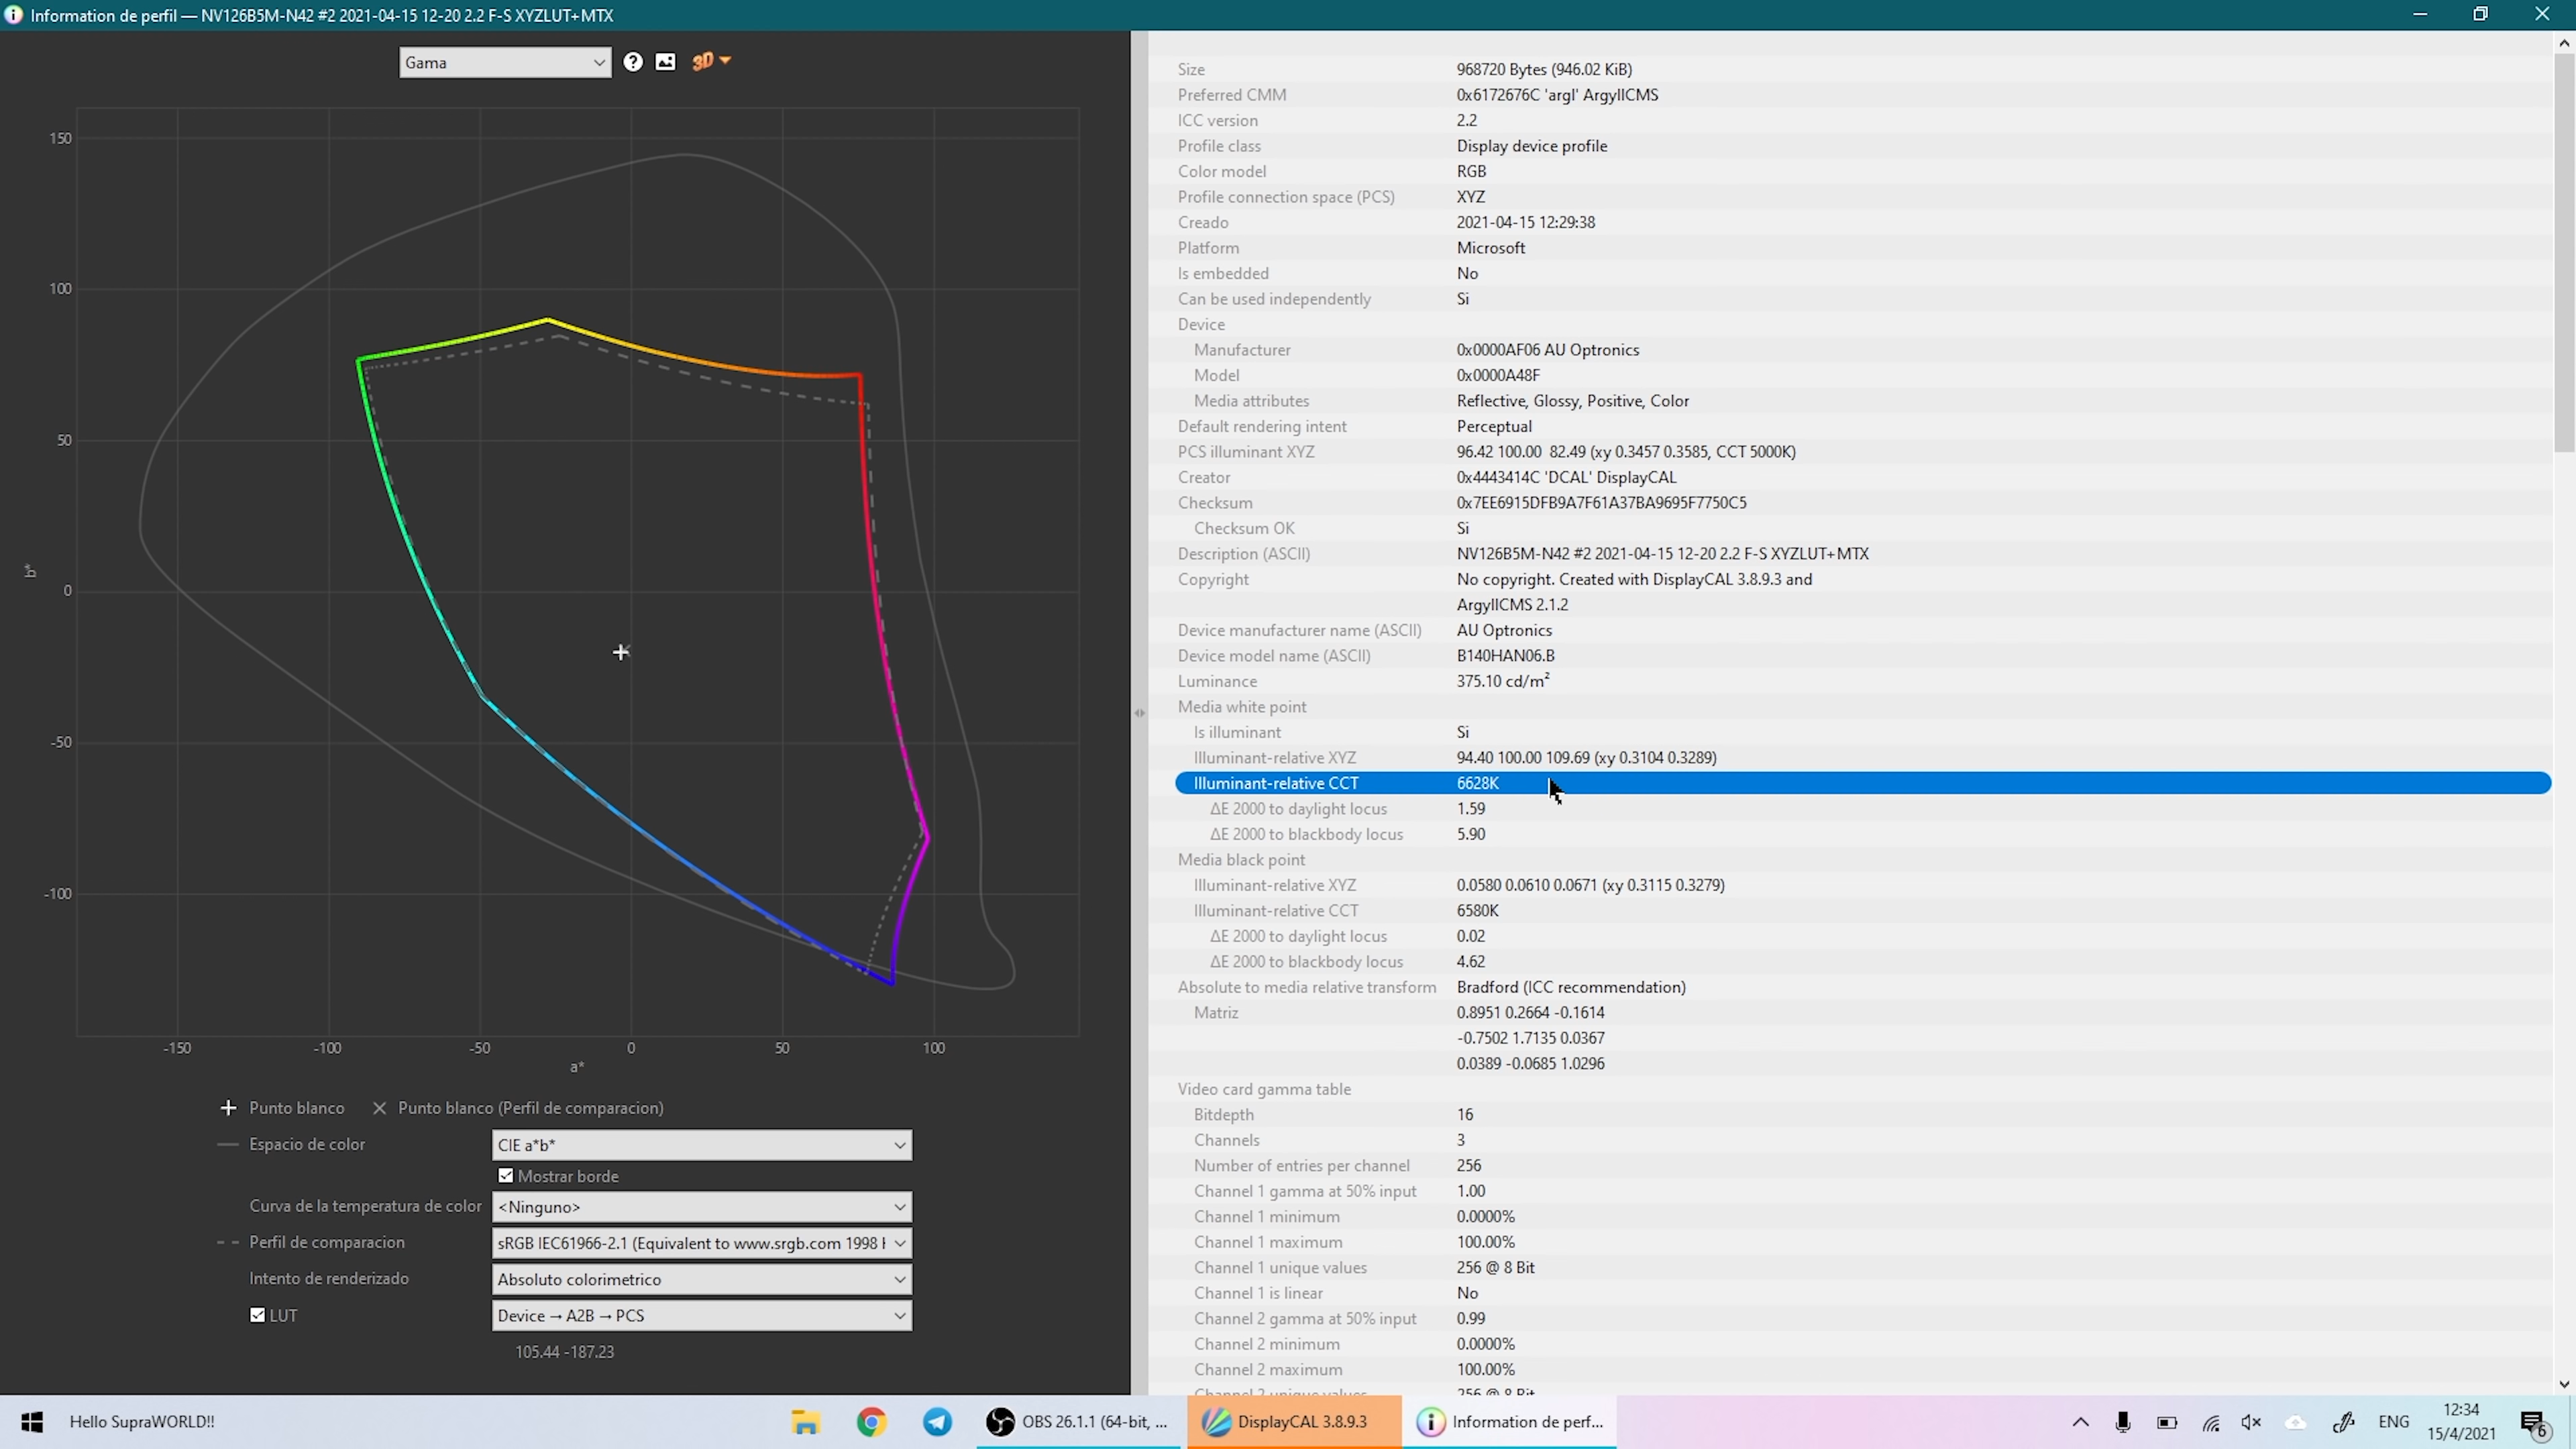 Information de perfil — NV126B5M-N42 #2 2021-04-15 12-20 2.2 F-S XYZLUT+MTX
Gama
3D
150
100
50
0
-50
-100
b*
-150 -100 -50 0 50 100
a*
Punto blanco Punto blanco (Perfil de comparacion)
Espacio de color CIE a*b*
Mostrar borde
Curva de la temperatura de color <Ninguno>
Perfil de comparacion sRGB IEC61966-2.1 (Equivalent to www.srgb.com 1998
Intento de renderizado Absoluto colorimetrico
LUT Device → A2B → PCS
105.44 -187.23
Size 968720 Bytes (946.02 KiB)
Preferred CMM 0x6172676C 'argl' ArgyllCMS
ICC version 2.2
Profile class Display device profile
Color model RGB
Profile connection space (PCS) XYZ
Creado 2021-04-15 12:29:38
Platform Microsoft
Is embedded No
Can be used independently Si
Device
Manufacturer 0x0000AF06 AU Optronics
Model 0x0000A48F
Media attributes Reflective, Glossy, Positive, Color
Default rendering intent Perceptual
PCS illuminant XYZ 96.42 100.00 82.49 (xy 0.3457 0.3585, CCT 5000K)
Creator 0x4443414C 'DCAL' DisplayCAL
Checksum 0x7EE6915DFB9A7F61A37BA9695F7750C5
Checksum OK Si
Description (ASCII) NV126B5M-N42 #2 2021-04-15 12-20 2.2 F-S XYZLUT+MTX
Copyright No copyright. Created with DisplayCAL 3.8.9.3 and
ArgyllCMS 2.1.2
Device manufacturer name (ASCII) AU Optronics
Device model name (ASCII) B140HAN06.B
Luminance 375.10 cd/m²
Media white point
Is illuminant Si
Illuminant-relative XYZ 94.40 100.00 109.69 (xy 0.3104 0.3289)
Illuminant-relative CCT 6628K
ΔE 2000 to daylight locus 1.59
ΔE 2000 to blackbody locus 5.90
Media black point
Illuminant-relative XYZ 0.0580 0.0610 0.0671 (xy 0.3115 0.3279)
Illuminant-relative CCT 6580K
ΔE 2000 to daylight locus 0.02
ΔE 2000 to blackbody locus 4.62
Absolute to media relative transform Bradford (ICC recommendation)
Matriz 0.8951 0.2664 -0.1614
-0.7502 1.7135 0.0367
0.0389 -0.0685 1.0296
Video card gamma table
Bitdepth 16
Channels 3
Number of entries per channel 256
Channel 1 gamma at 50% input 1.00
Channel 1 minimum 0.0000%
Channel 1 maximum 100.00%
Channel 1 unique values 256 @ 8 Bit
Channel 1 is linear No
Channel 2 gamma at 50% input 0.99
Channel 2 minimum 0.0000%
Channel 2 maximum 100.00%
Channel 2 unique values 256 @ 8 Bit
Hello SupraWORLD!! OBS 26.1.1 (64-bit, ... DisplayCAL 3.8.9.3 Information de perf... ENG 12:34
15/4/2021 6